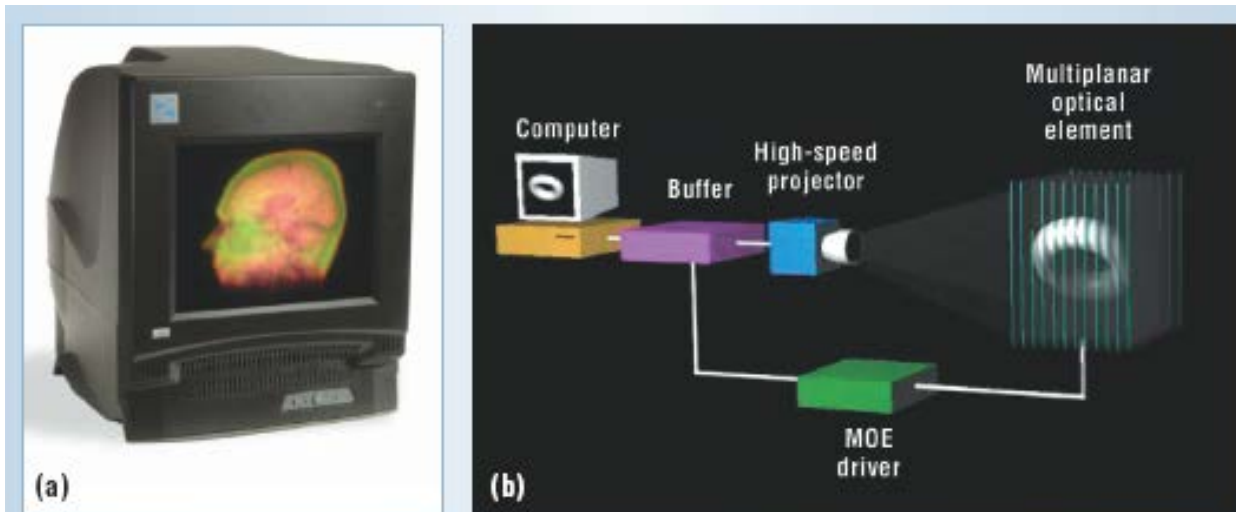 (a)
Computer
Buffer
High-speed
projector
Multiplanar
optical
element
MOE
driver
(b)